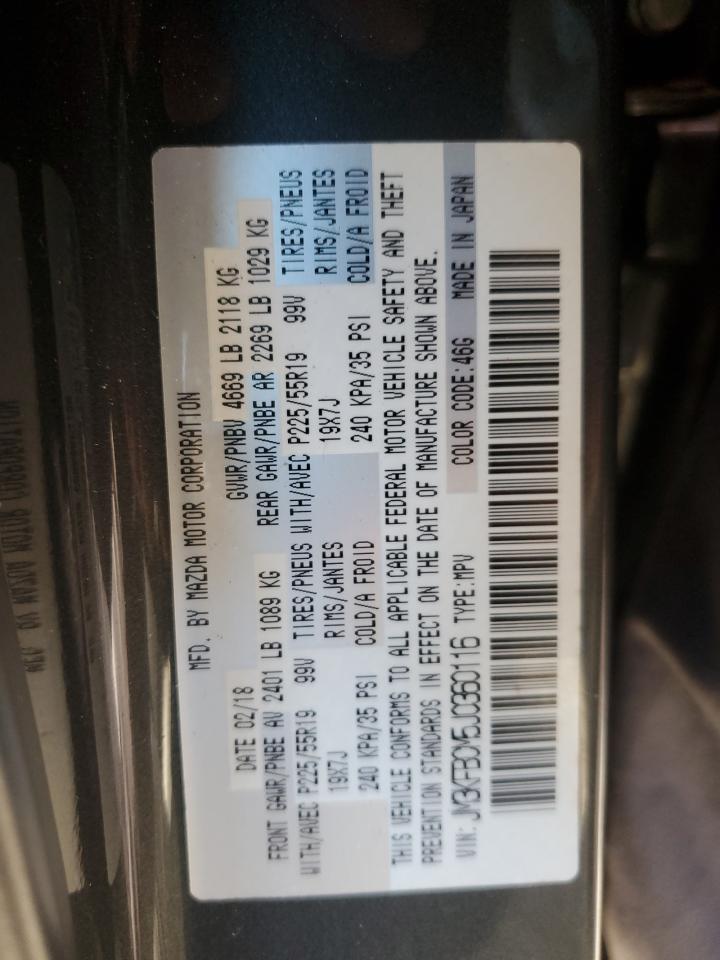 MFD. BY MAZDA MOTOR CORPORATION
DATE 02/18 GVWR/PNBV 4669 LB 2118 KG
FRONT GAWR/PNBE AV 2401 LB 1089 KG REAR GAWR/PNBE AR 2269 LB 1029 KG
WITH/AVEC P225/55R19 99V TIRES/PNEUS WITH/AVEC P225/55R19 99V TIRES/PNEUS
19X7J RIMS/JANTES 19X7J RIMS/JANTES
240 KPA/35 PSI COLD/A FROID 240 KPA/35 PSI COLD/A FROID
THIS VEHICLE CONFORMS TO ALL APPLICABLE FEDERAL MOTOR VEHICLE SAFETY AND THEFT
PREVENTION STANDARDS IN EFFECT ON THE DATE OF MANUFACTURE SHOWN ABOVE.
VIN: JM3KFBCM5J0360116 TYPE:MPV COLOR CODE:46G MADE IN JAPAN